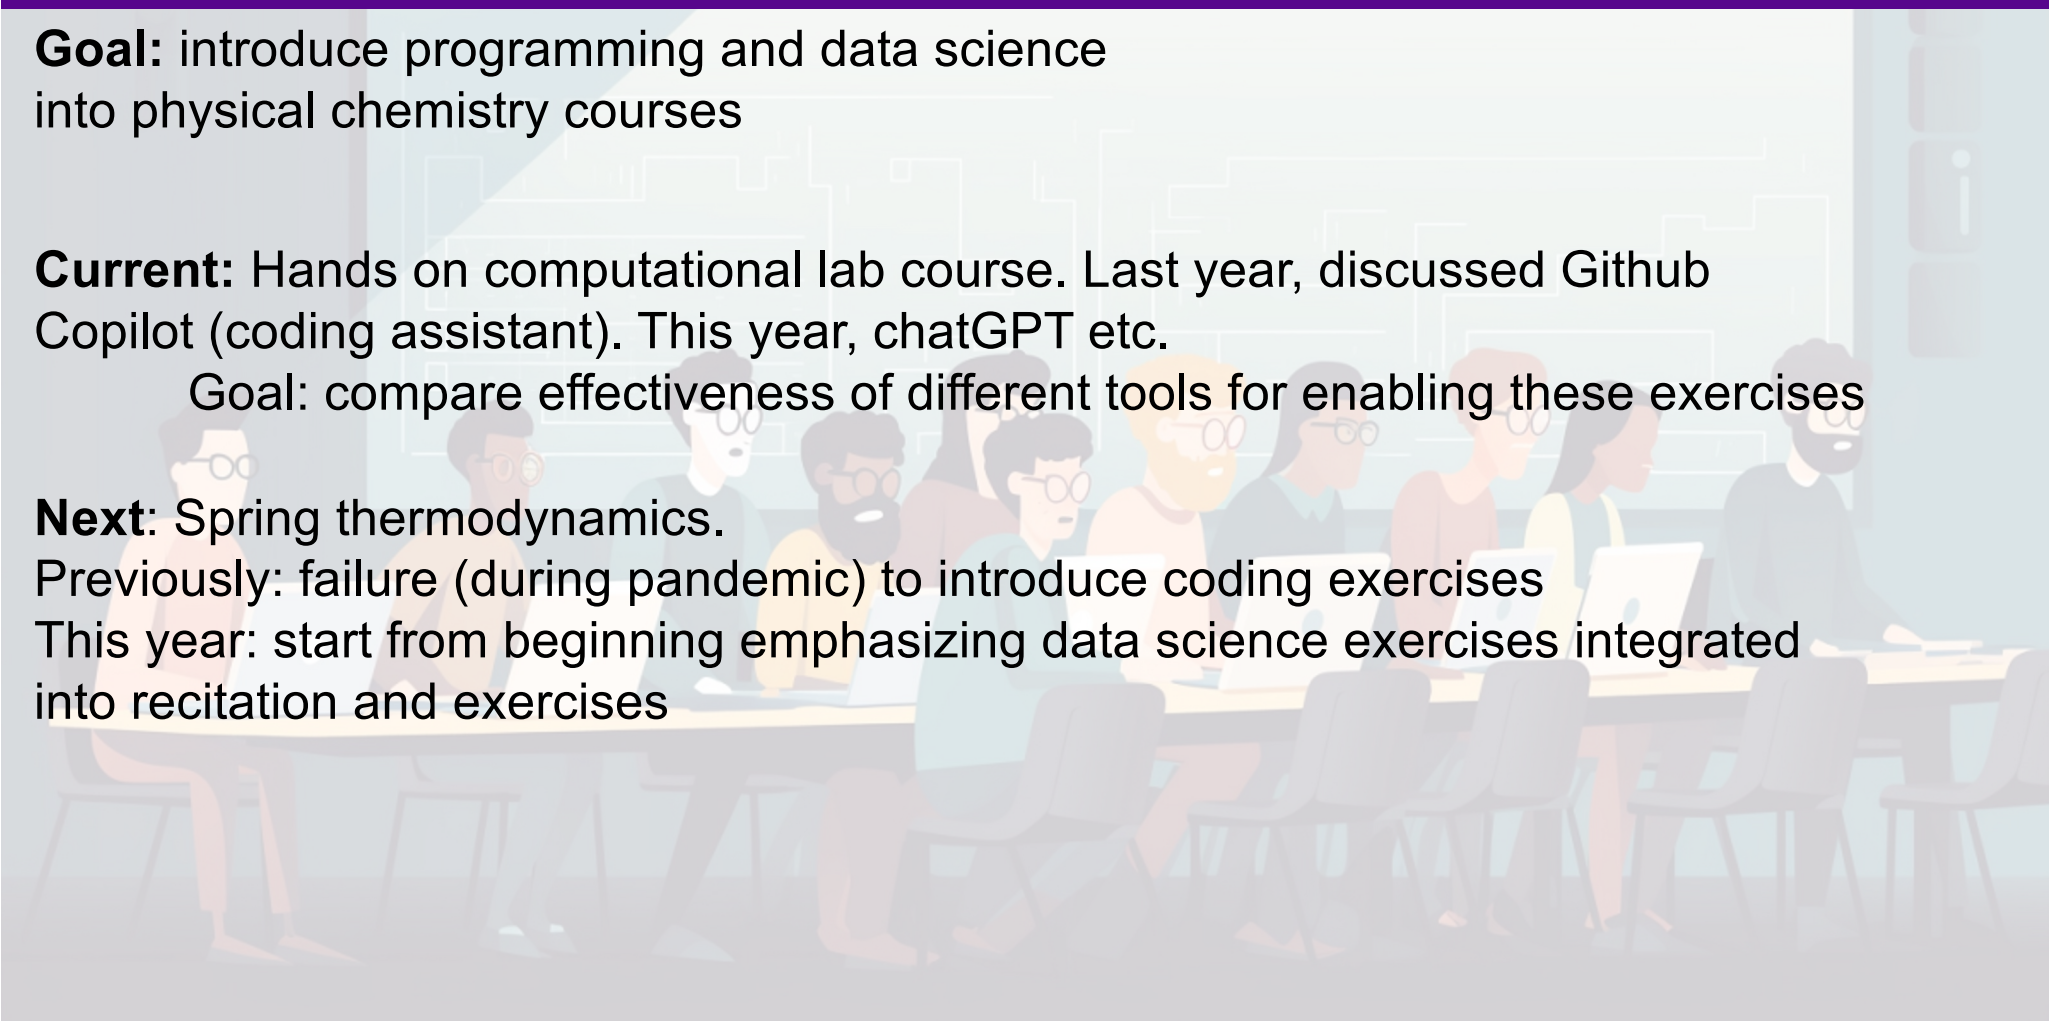 Goal: introduce programming and data science
into physical chemistry courses
Current: Hands on computational lab course. Last year, discussed Github
Copilot (coding assistant). This year, chatGPT etc.
Goal: compare effectiveness of different tools for enabling these exercises
Next: Spring thermodynamics.
Previously: failure (during pandemic) to introduce coding exercises
This year: start from beginning emphasizing data science exercises integrated
into recitation and exercises